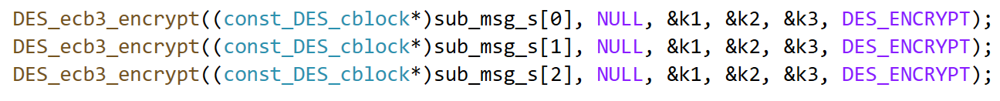 DES_ecb3_encrypt((const_DES_cblock*)sub_msg_s[0], NULL, &k1, &k2, &k3, DES_ENCRYPT);
DES_ecb3_encrypt((const_DES_cblock*)sub_msg_s[1], NULL, &k1, &k2, &k3, DES_ENCRYPT);
DES_ecb3_encrypt((const_DES_cblock*)sub_msg_s[2], NULL, &k1, &k2, &k3, DES_ENCRYPT);